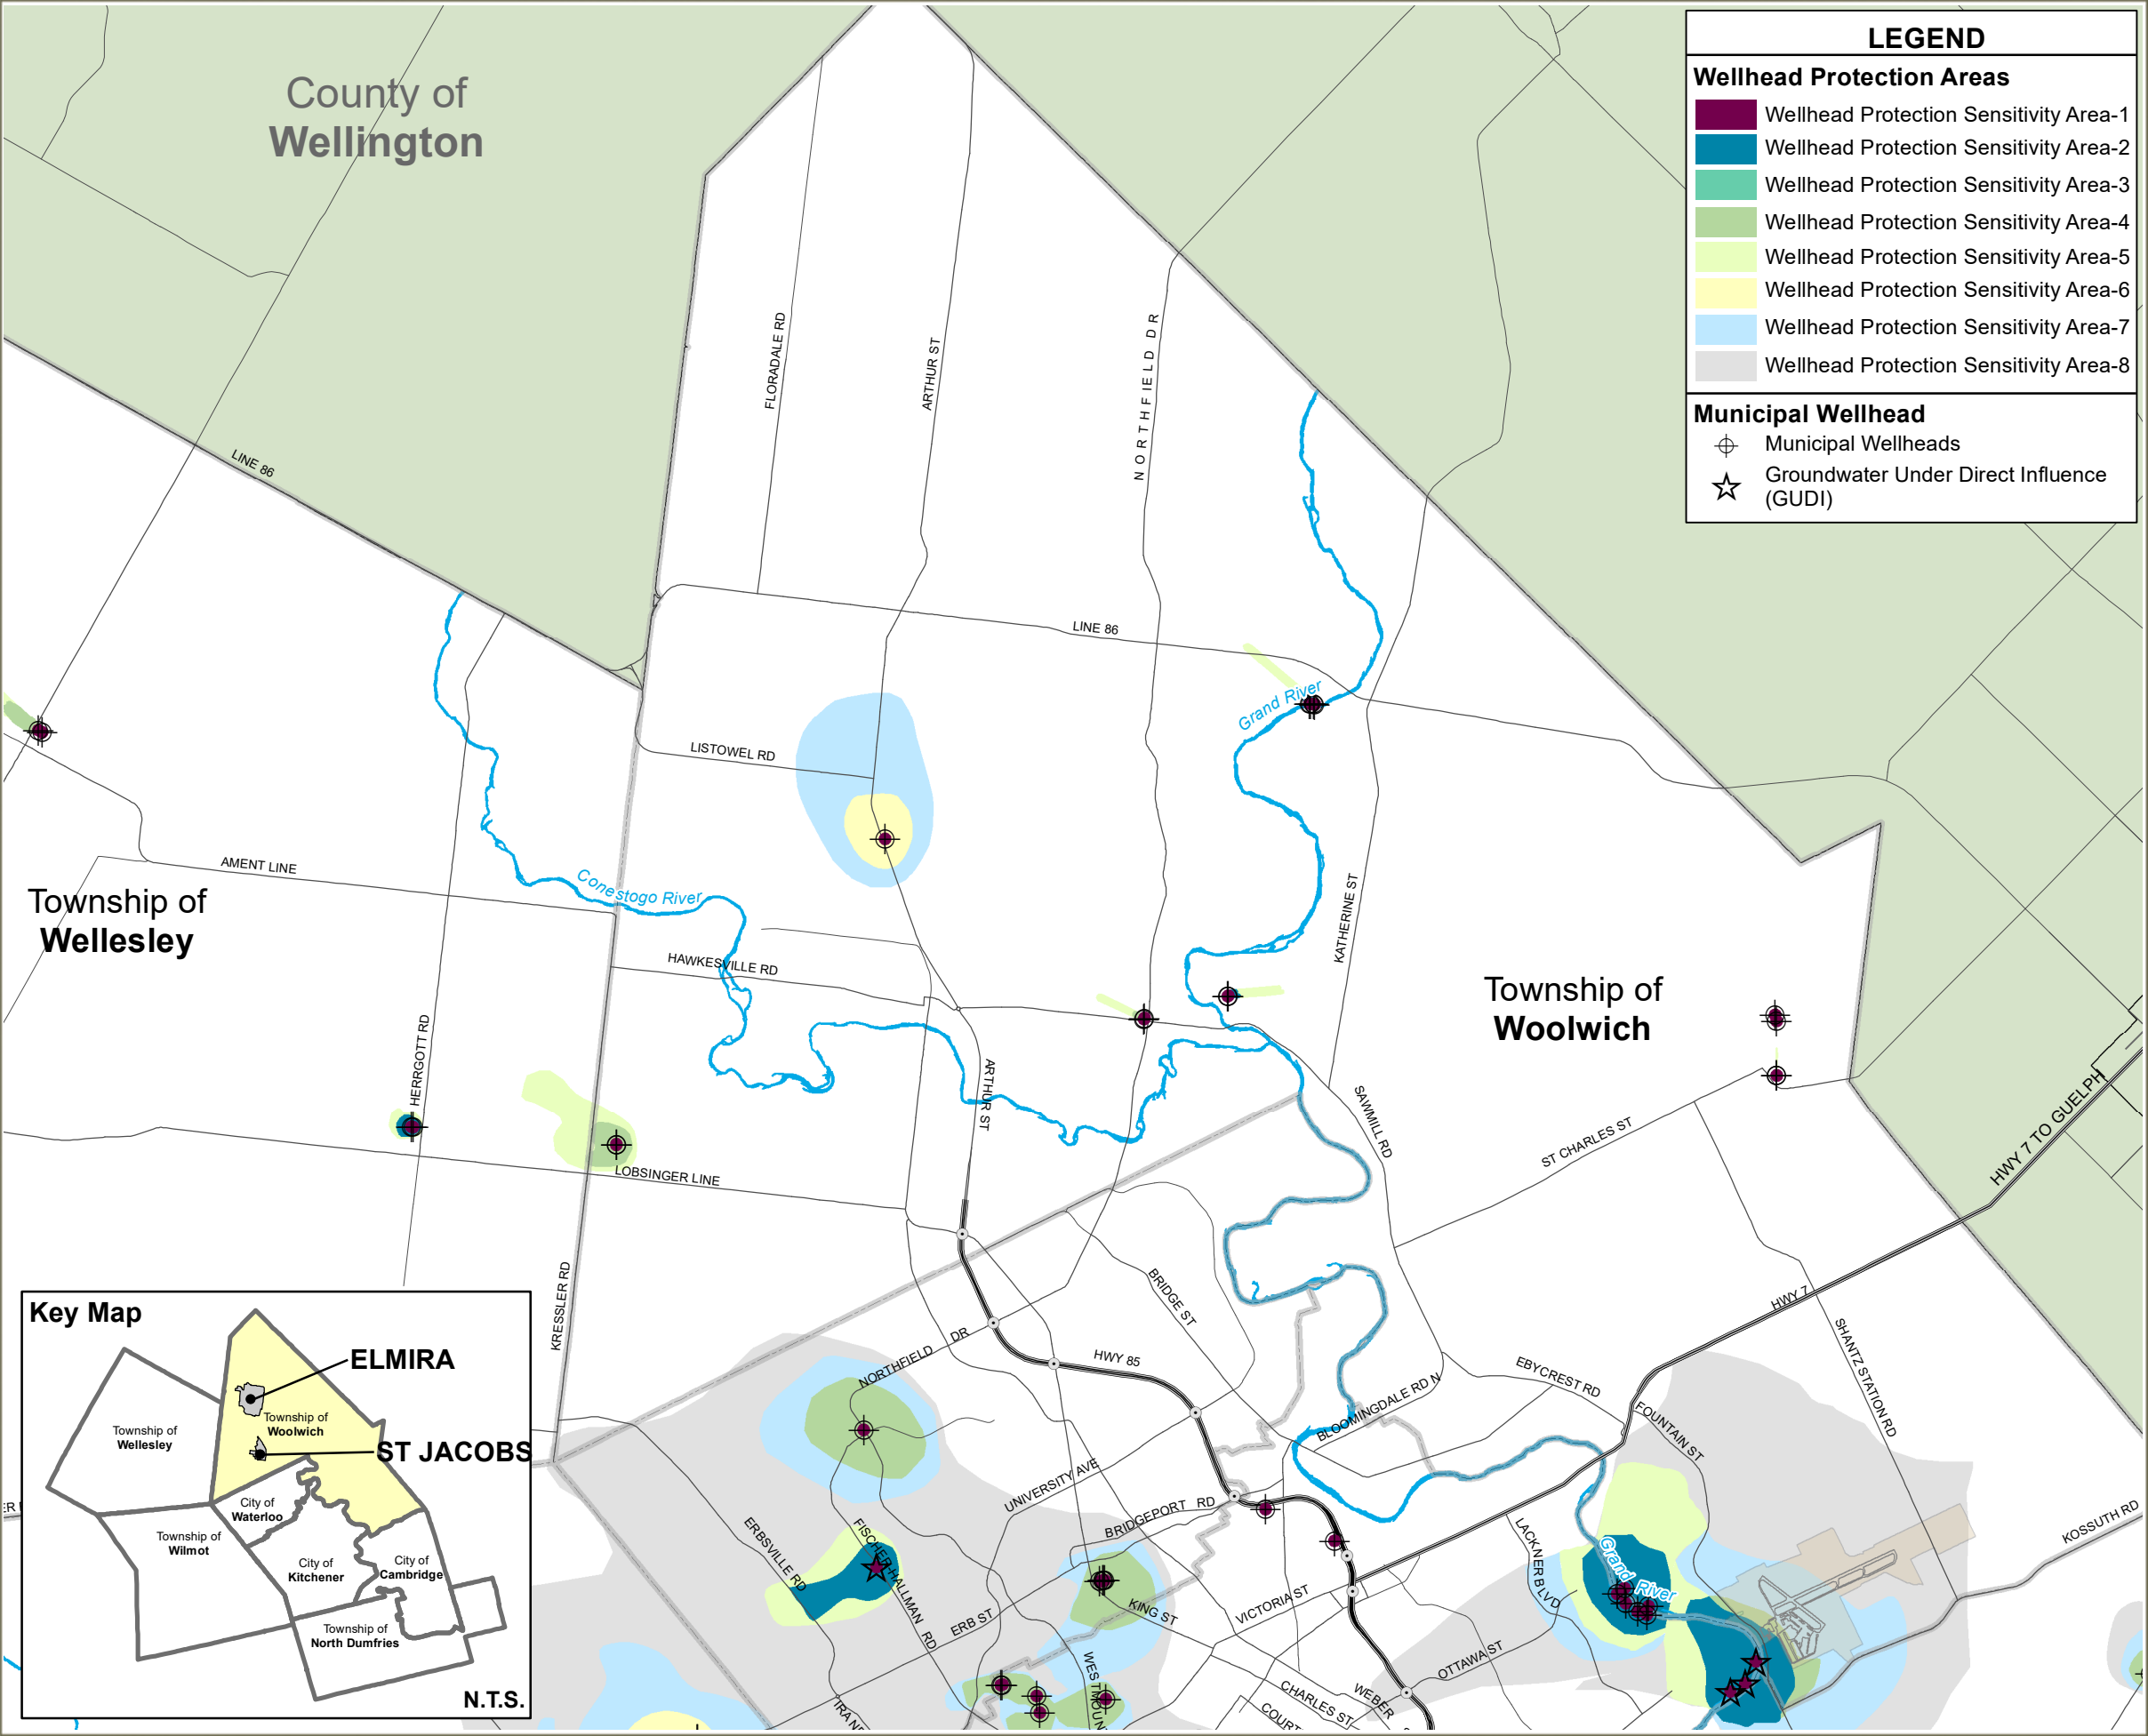 County of
Wellington
LEGEND
Wellhead Protection Areas
Wellhead Protection Sensitivity Area-1
Wellhead Protection Sensitivity Area-2
Wellhead Protection Sensitivity Area-3
Wellhead Protection Sensitivity Area-4
Wellhead Protection Sensitivity Area-5
Wellhead Protection Sensitivity Area-6
Wellhead Protection Sensitivity Area-7
Wellhead Protection Sensitivity Area-8
Municipal Wellhead
Municipal Wellheads
Groundwater Under Direct Influence
(GUDI)
FLORADALE RD
ARTHUR ST
NORTHFIELD DR
LINE 86
LINE 86
Grand River
LISTOWEL RD
AMENT LINE
Conestogo River
KATHERINE ST
Township of
Wellesley
HAWKESVILLE RD
Township of
Woolwich
HERRGOTT RD
ARTHUR ST
SAWMILL RD
HWY 7 TO GUELPH
ST CHARLES ST
LOBSINGER LINE
KRESSLER RD
BRIDGE ST
HWY 7
SHANTZ STATION RD
NORTHFIELD DR
HWY 85
EBYCREST RD
BLOOMINGDALE RD N
FOUNTAIN ST
UNIVERSITY AVE
BRIDGEPORT RD
ERBSVILLE RD
FISCHER-HALLMAN RD
LACKNER BLVD
Grand River
KOSSUTH RD
KING ST
VICTORIA ST
ERB ST
OTTAWA ST
WESTMOUN
CHARLES ST
WEBER
COURT
IRA NE
Key Map
ELMIRA
Township of
Woolwich
Township of
Wellesley
ST JACOBS
City of
Waterloo
Township of
Wilmot
City of
Kitchener
City of
Cambridge
Township of
North Dumfries
N.T.S.